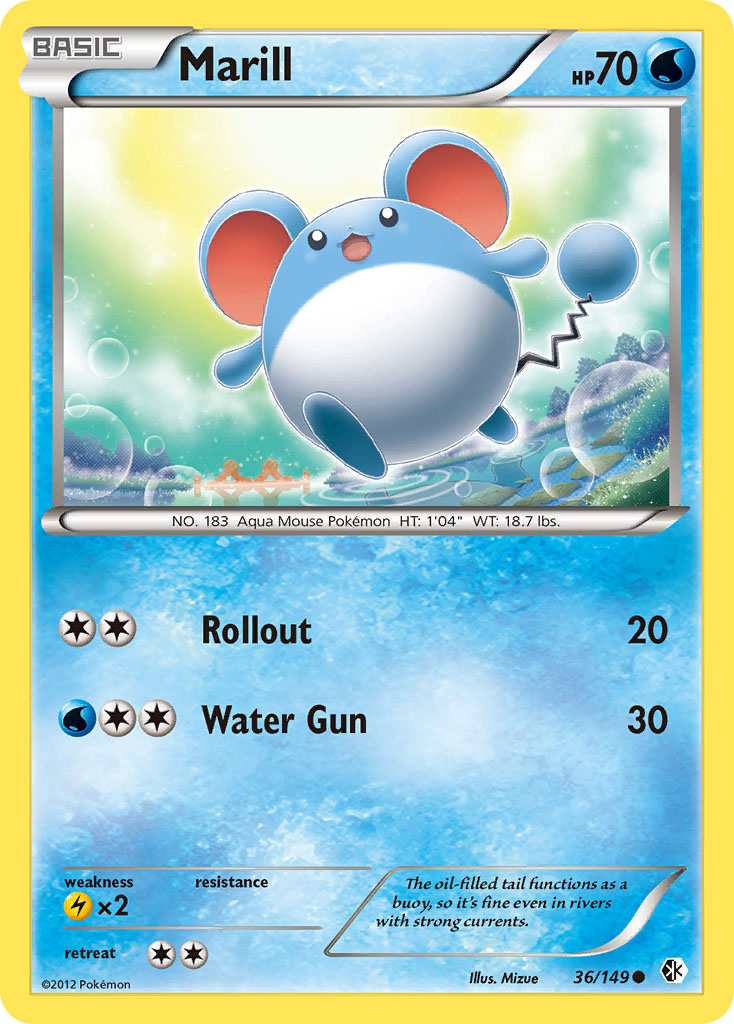 BASIC
Marill
HP70
NO. 183 Aqua Mouse Pokémon HT: 1'04" WT: 18.7 lbs.
Rollout 20
Water Gun 30
weakness resistance
×2
The oil-filled tail functions as a
buoy, so it's fine even in rivers
with strong currents.
retreat
©2012 Pokémon Illus. Mizue 36/149